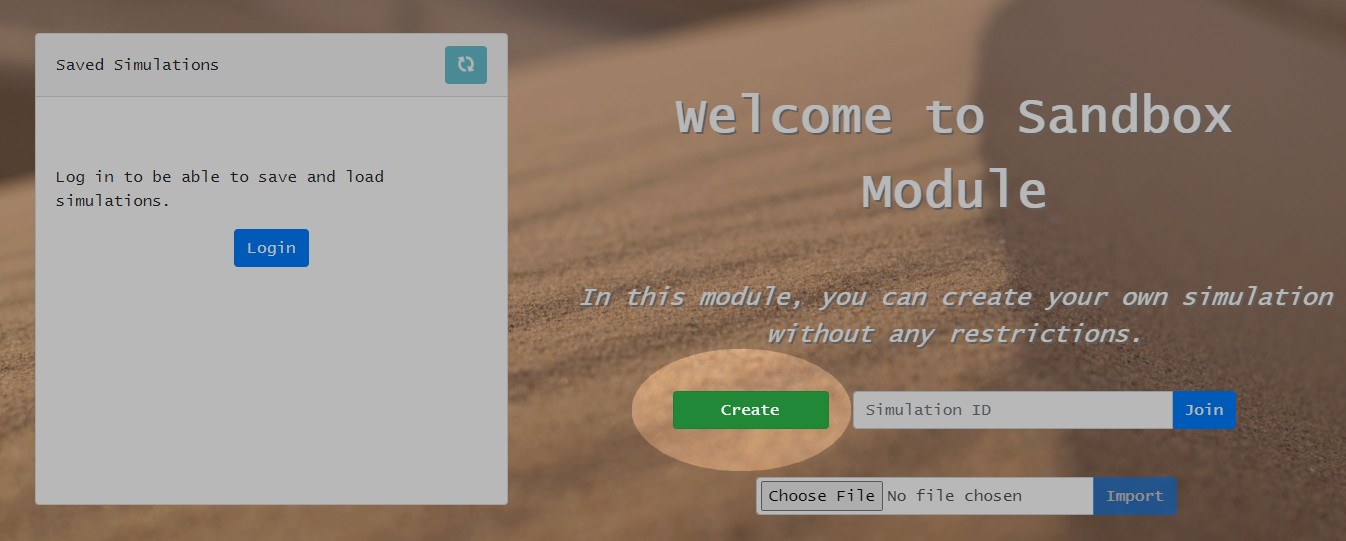 Saved Simulations
Log in to be able to save and load
simulations.
Login
Welcome to Sandbox
Module
In this module, you can create your own simulation
without any restrictions.
Create Simulation ID Join
Choose File No file chosen Import